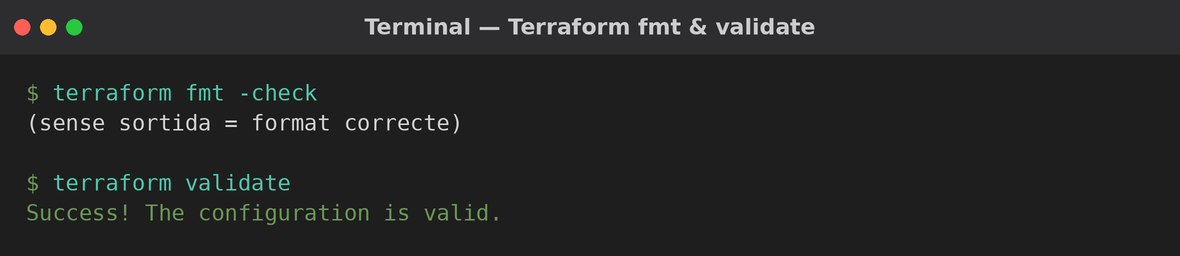 Terminal — Terraform fmt & validate
$ terraform fmt -check
(sense sortida = format correcte)
$ terraform validate
Success! The configuration is valid.